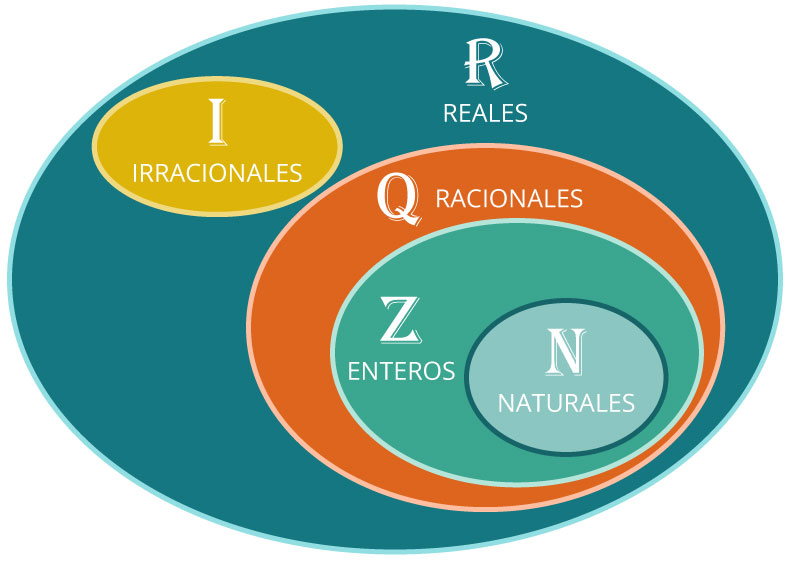 R
REALES
I
IRRACIONALES
Q RACIONALES
Z
ENTEROS
N
NATURALES